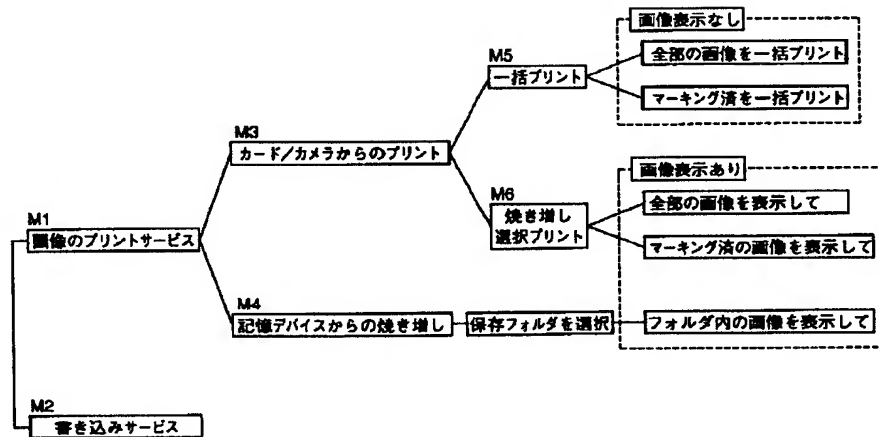 画像表示なし
M5
全部の画像を一括プリント
一括プリント
マーキング済を一括プリント
M3
カード/カメラからのプリント
画像表示あり
M6
全部の画像を表示して
焼き増し
選択プリント
M1
画像のプリントサービス
マーキング済の画像を表示して
M4
記憶デバイスからの焼き増し
保存フォルダを選択
フォルダ内の画像を表示して
M2
書き込みサービス